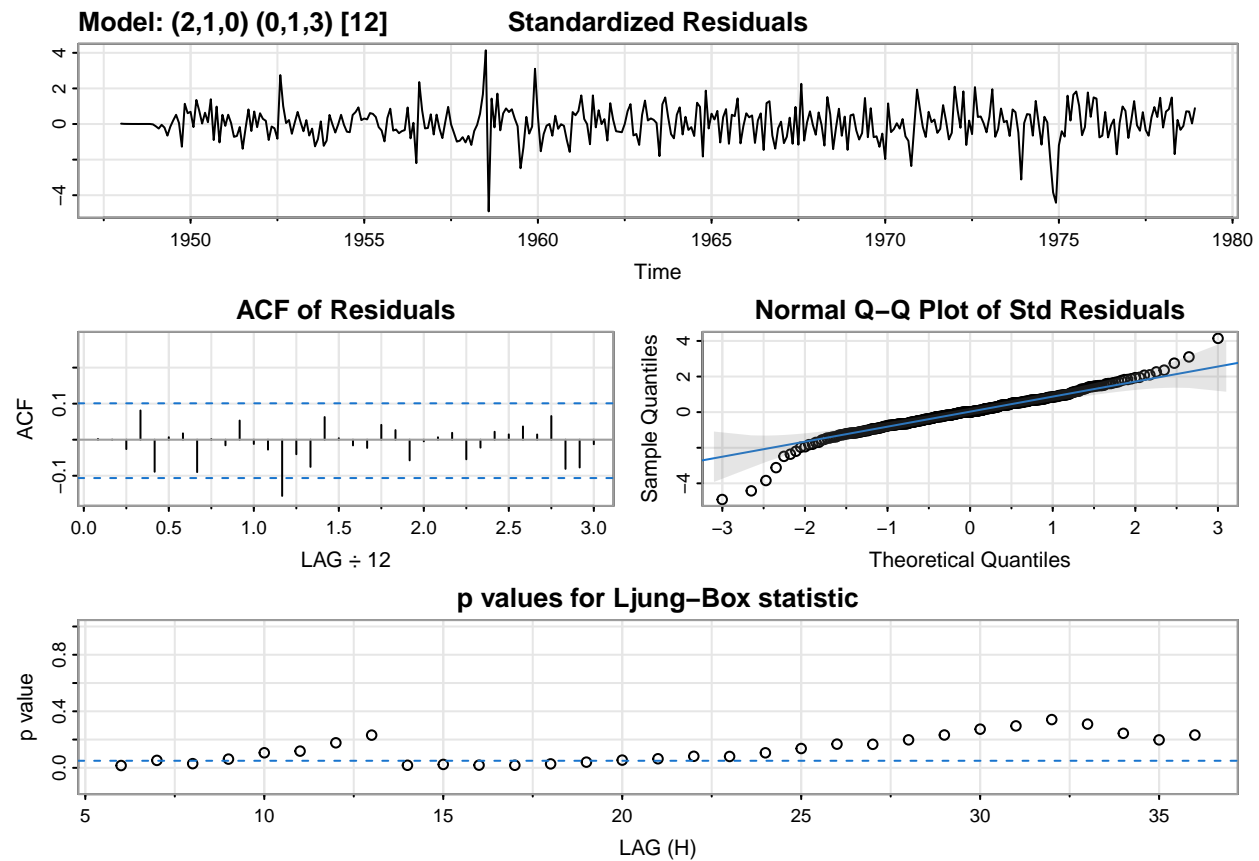 Model: (2,1,0) (0,1,3) [12]
Standardized Residuals
4
2
0
−4
1950 1955 1960 1965 1970 1975 1980
Time
ACF of Residuals
ACF
0.1
−0.1
0.0 0.5 1.0 1.5 2.0 2.5 3.0
LAG ÷ 12
Normal Q−Q Plot of Std Residuals
Sample Quantiles
4
2
0
−4
−3 −2 −1 0 1 2 3
Theoretical Quantiles
p values for Ljung−Box statistic
p value
0.8
0.4
0.0
5 10 15 20 25 30 35
LAG (H)